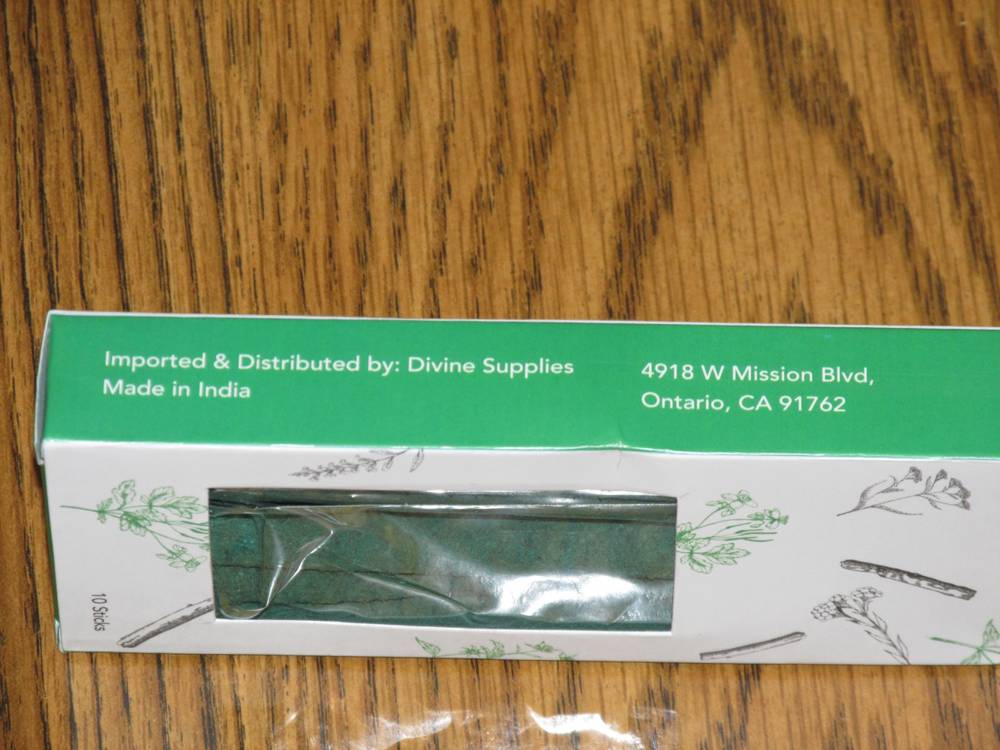 Imported & Distributed by: Divine Supplies
Made in India
4918 W Mission Blvd,
Ontario, CA 91762
10 Sticks